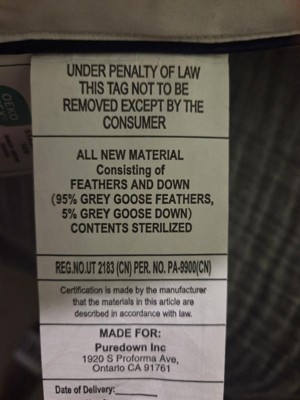 UNDER PENALTY OF LAW
THIS TAG NOT TO BE
REMOVED EXCEPT BY THE
CONSUMER
ALL NEW MATERIAL
Consisting of
FEATHERS AND DOWN
(95% GREY GOOSE FEATHERS,
5% GREY GOOSE DOWN)
CONTENTS STERILIZED
REG.NO.UT 2183 (CN) PER. NO. PA-9900(CN)
Certification is made by the manufacturer
that the materials in this article are
described in accordance with law.
MADE FOR:
Puredown Inc
1920 S Proforma Ave,
Ontario CA 91761
Date of Delivery:
OEKO